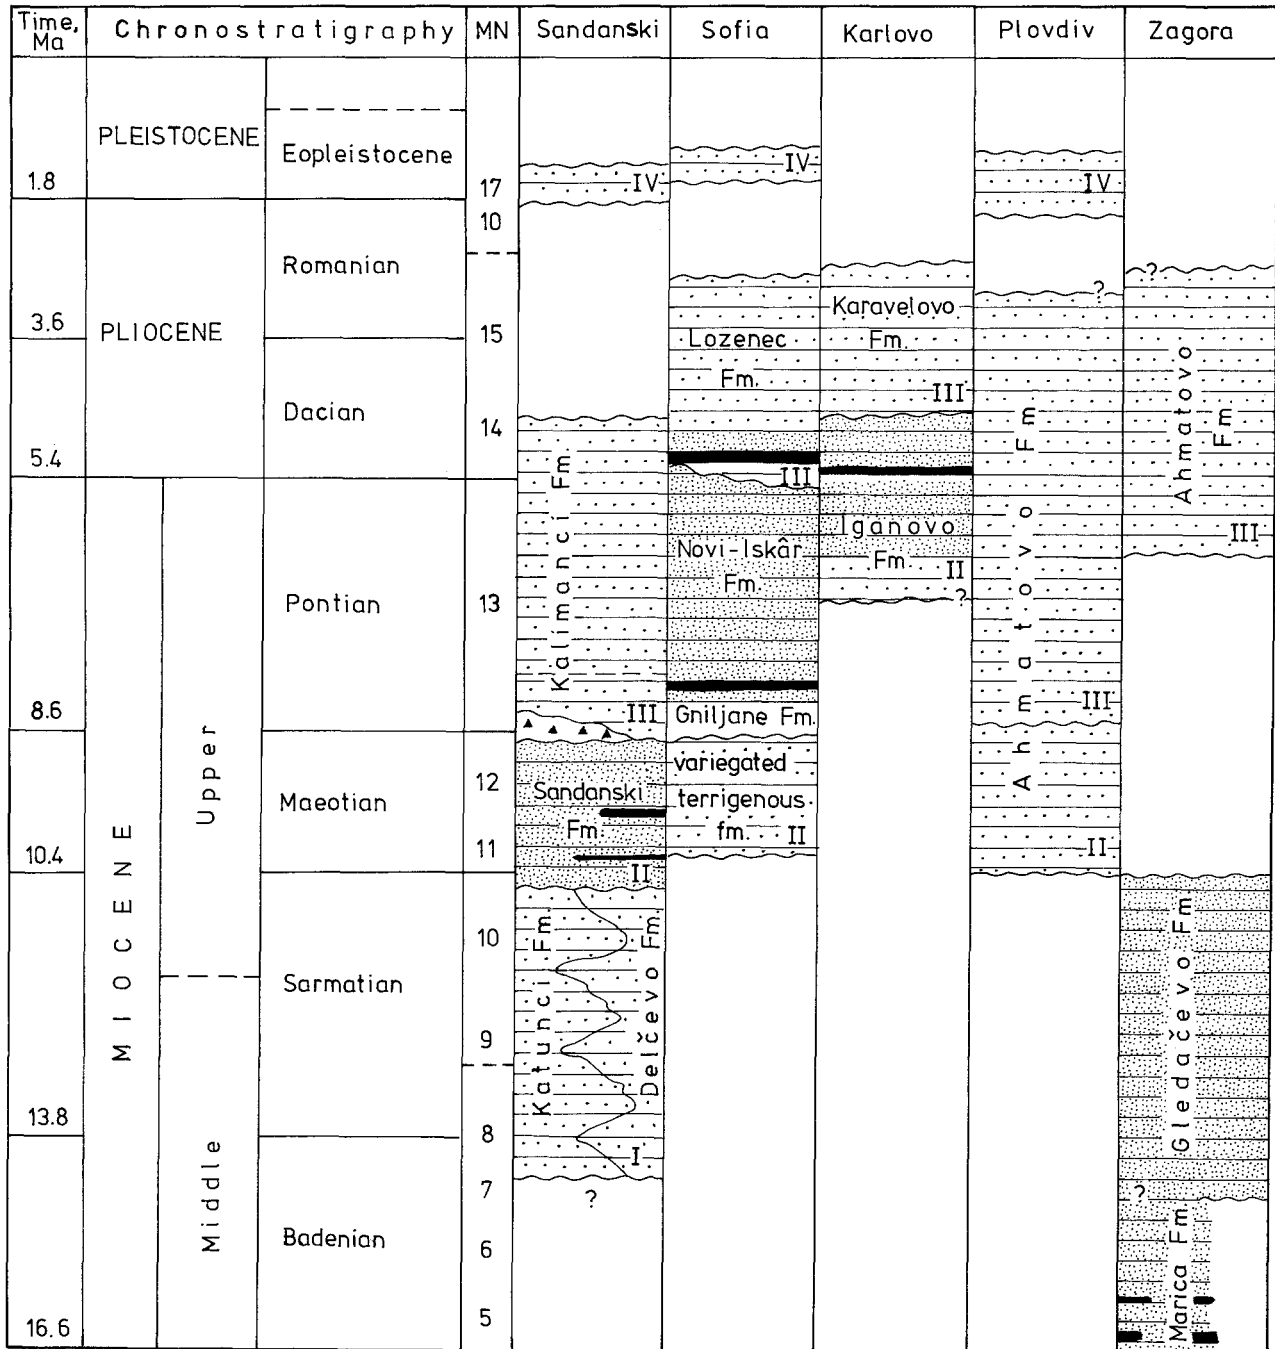 Time, Ma
Chronostratigraphy
MN
Sandanski
Sofia
Karlovo
Plovdiv
Zagora
PLEISTOCENE
Eopleistocene
1.8
17
IV
IV
IV
10
Romanian
?
?
3.6
PLIOCENE
15
Lozenec
Fm.
Karavelovo
Fm.
III
Dacian
14
5.4
III
Kalimanci Fm.
III
Novi-Iskâr
Fm.
Iganovo
Fm.
II
?
Ahmatovo Fm
III
II
Ahmatovo
Fm
III
Pontian
13
8.6
Gniljane Fm.
MIOCENE
Upper
Maeotian
12
11
Sandanski
Fm.
II
variegated
terrigenous
fm.
II
10.4
Sarmatian
10
9
Katunci Fm.
Delčevo Fm.
I
?
Gledačevo Fm.
?
13.8
Middle
8
7
Badenian
6
5
Marica Fm.
16.6